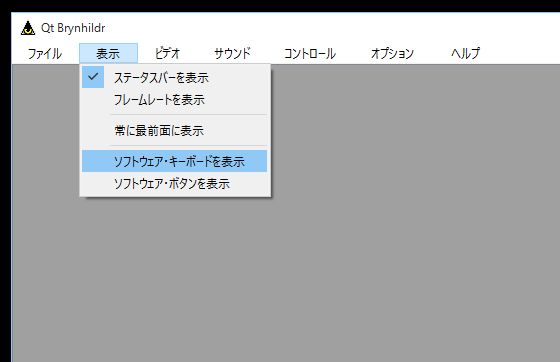 Qt Brynhildr
ファイル 表示 ビデオ サウンド コントロール オプション ヘルプ
ステータスバーを表示
フレームレートを表示
常に最前面に表示
ソフトウェア・キーボードを表示
ソフトウェア・ボタンを表示